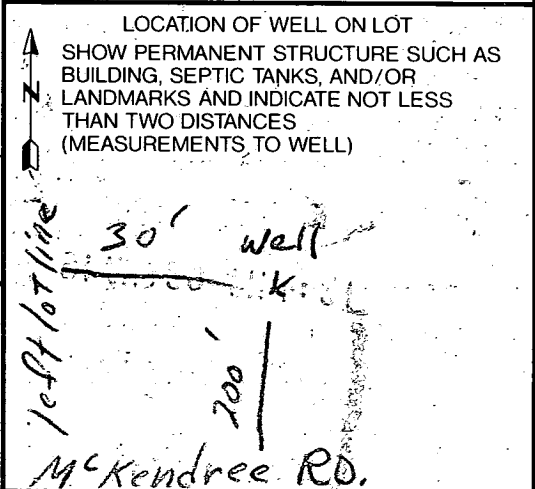 LOCATION OF WELL ON LOT
SHOW PERMANENT STRUCTURE SUCH AS
BUILDING, SEPTIC TANKS, AND/OR
LANDMARKS AND INDICATE NOT LESS
THAN TWO DISTANCES
(MEASUREMENTS TO WELL)
N
left lot line
30' well
200'
McKendree RD.